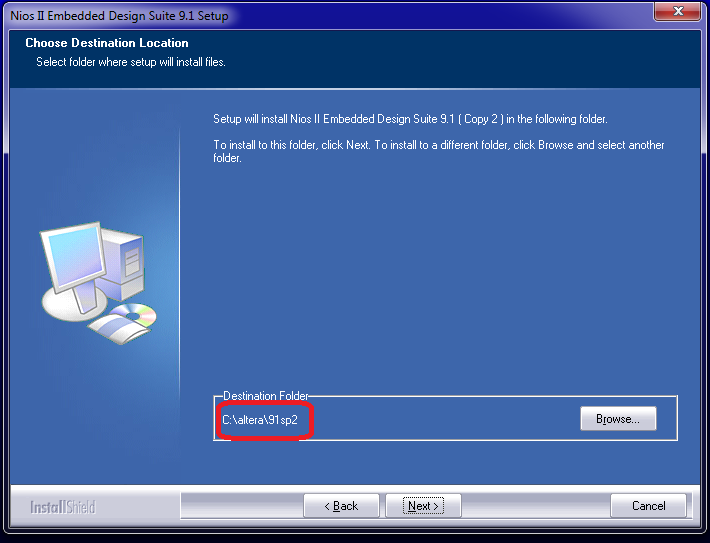 Nios II Embedded Design Suite 9.1 Setup
Choose Destination Location
Select folder where setup will install files.
Setup will install Nios II Embedded Design Suite 9.1 ( Copy 2 ) in the following folder.
To install to this folder, click Next. To install to a different folder, click Browse and select another
folder.
Destination Folder
C:\altera\91sp2
Browse...
InstallShield
< Back
Next >
Cancel